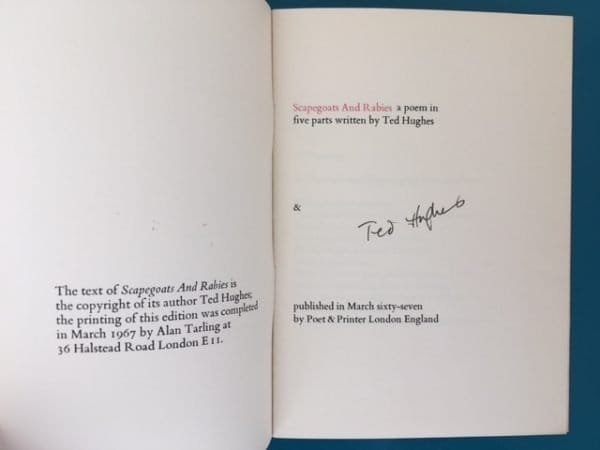 The text of Scapegoats And Rabies is
the copyright of its author Ted Hughes;
the printing of this edition was completed
in March 1967 by Alan Tarling at
36 Halstead Road London E 11.
Scapegoats And Rabies a poem in
five parts written by Ted Hughes
&
Ted Hughes
published in March sixty-seven
by Poet & Printer London England